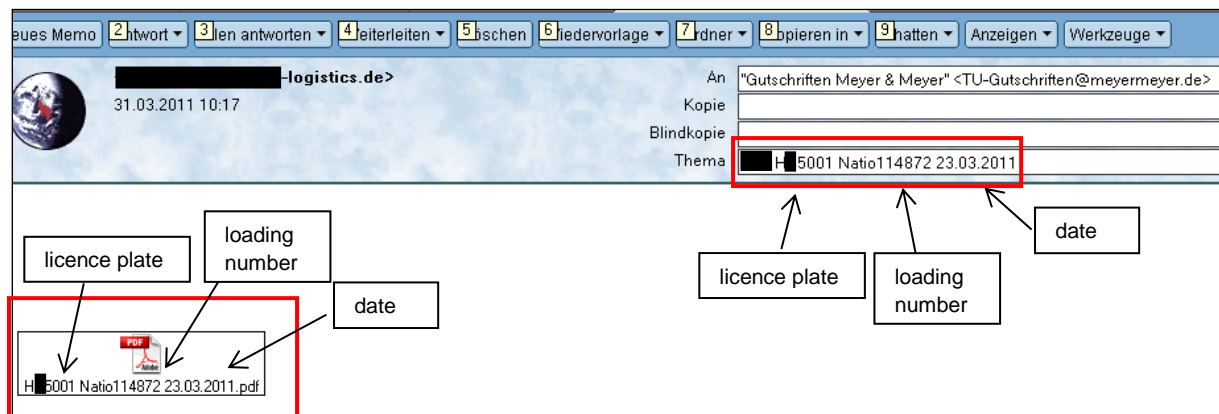 eues Memo 2 ntwort 3 len antworten 4 eiterleiten 5 öschen 6 iedervorlage 7 rdner 8 opieren in 9 hatten Anzeigen Werkzeuge
-logistics.de>
31.03.2011 10:17
An "Gutschriften Meyer & Meyer" <TU-Gutschriften@meyermeyer.de>
Kopie
Blindkopie
Thema H 5001 Natio114872 23.03.2011
licence plate
loading
number
date
licence plate
loading
number
date
PDF
Adobe
H 5001 Natio114872 23.03.2011.pdf